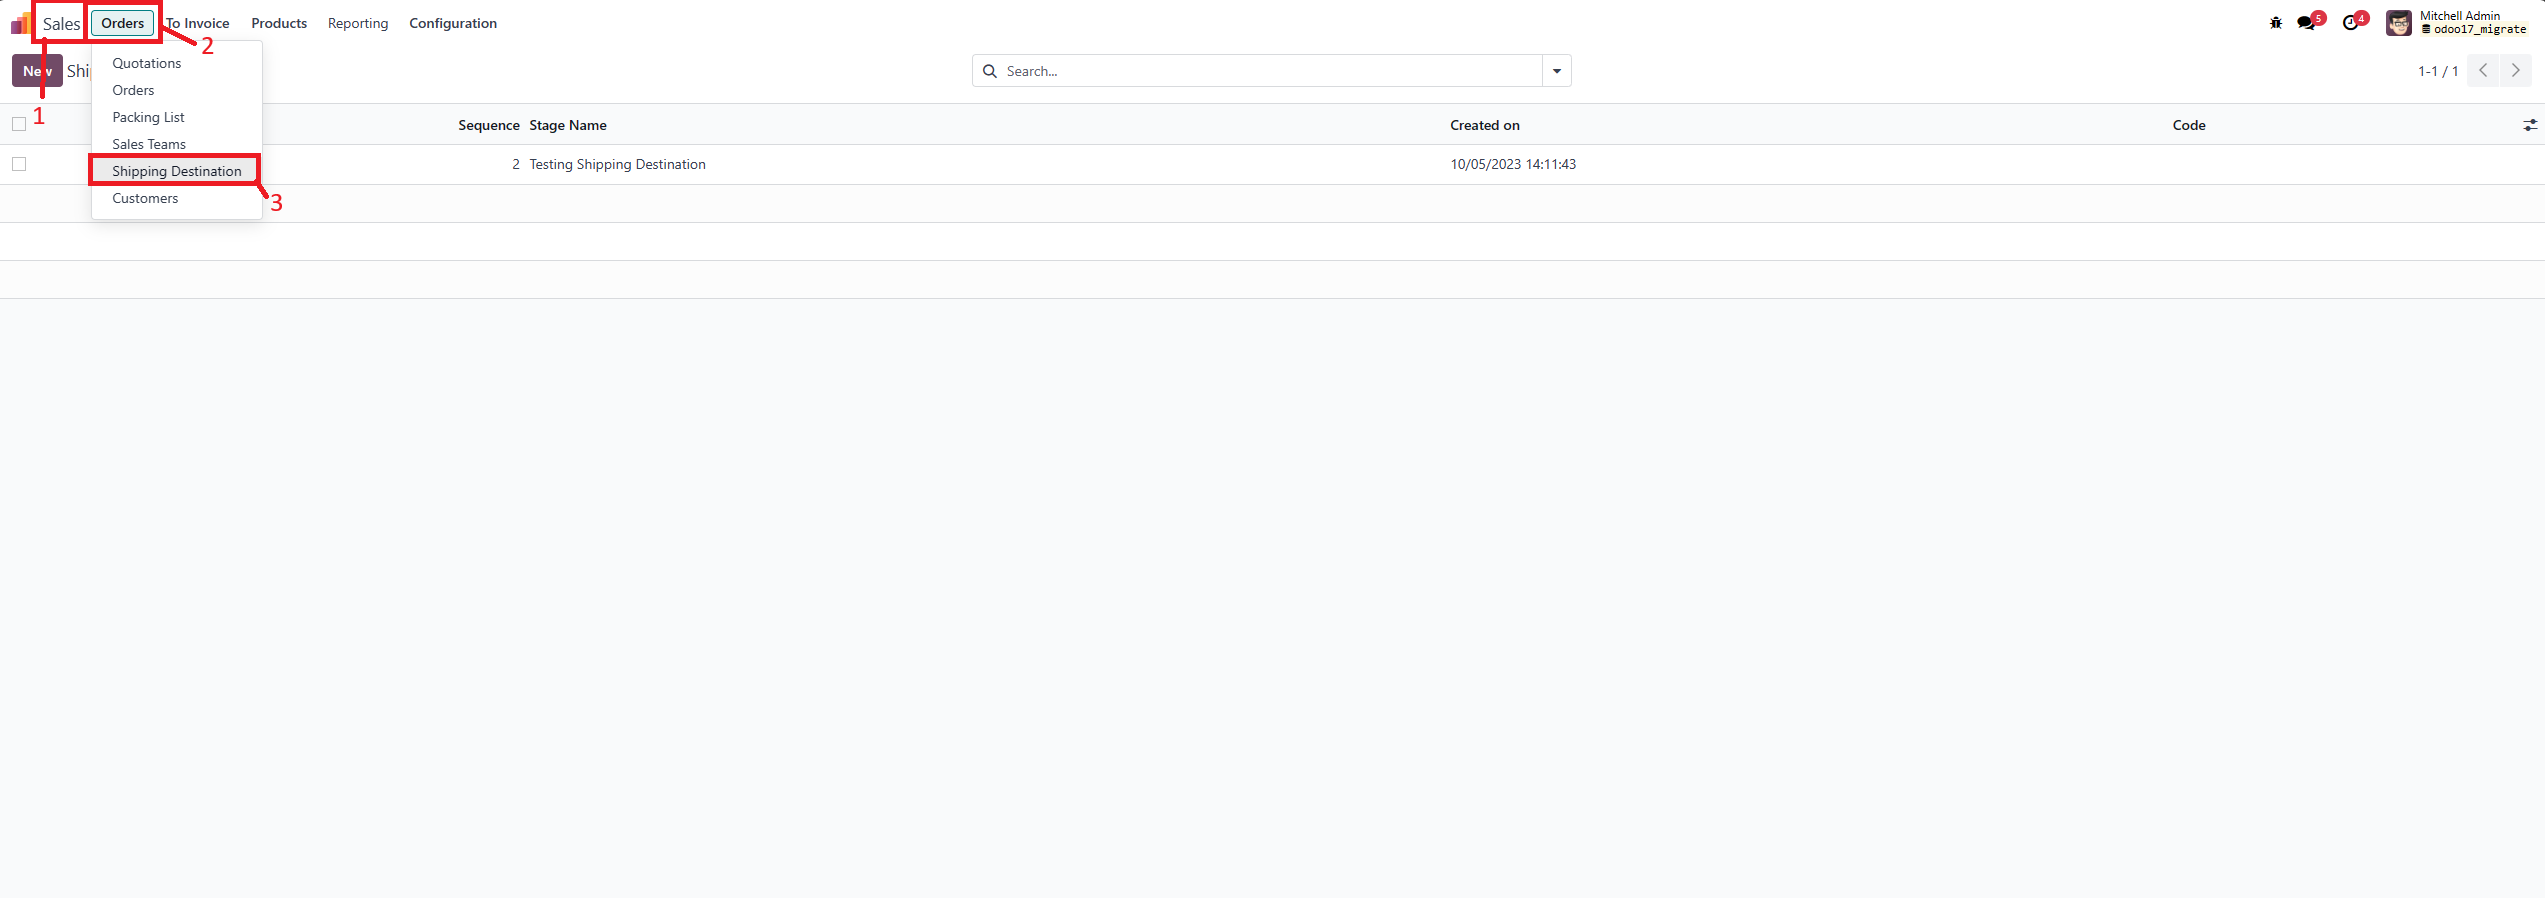 Sales Orders To Invoice Products Reporting Configuration 5 4 Mitchell Admin
odoo17_migrate
2
New Ship Search... 1-1 / 1
Quotations
Orders
Packing List
Sales Teams
Shipping Destination
Customers
1
3
Sequence Stage Name Created on Code
2 Testing Shipping Destination 10/05/2023 14:11:43